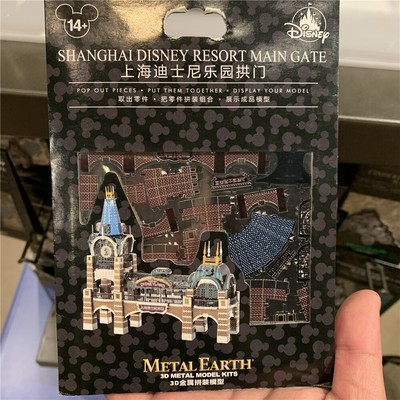 14+
Disney
SHANGHAI DISNEY RESORT MAIN GATE
上海迪士尼乐园拱门
POP OUT PIECES • PUT THEM TOGETHER • DISPLAY YOUR MODEL
取出零件 • 把零件拼装组合 • 展示成品模型
METAL EARTH
3D METAL MODEL KITS
3D金属拼装模型